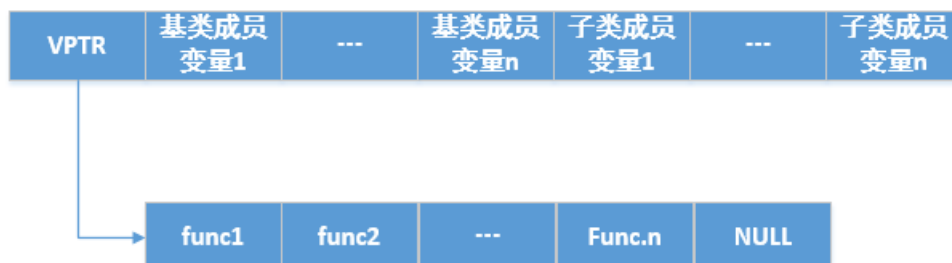 VPTR
基类成员
变量1
---
基类成员
变量n
子类成员
变量1
---
子类成员
变量n
func1
func2
---
Func.n
NULL